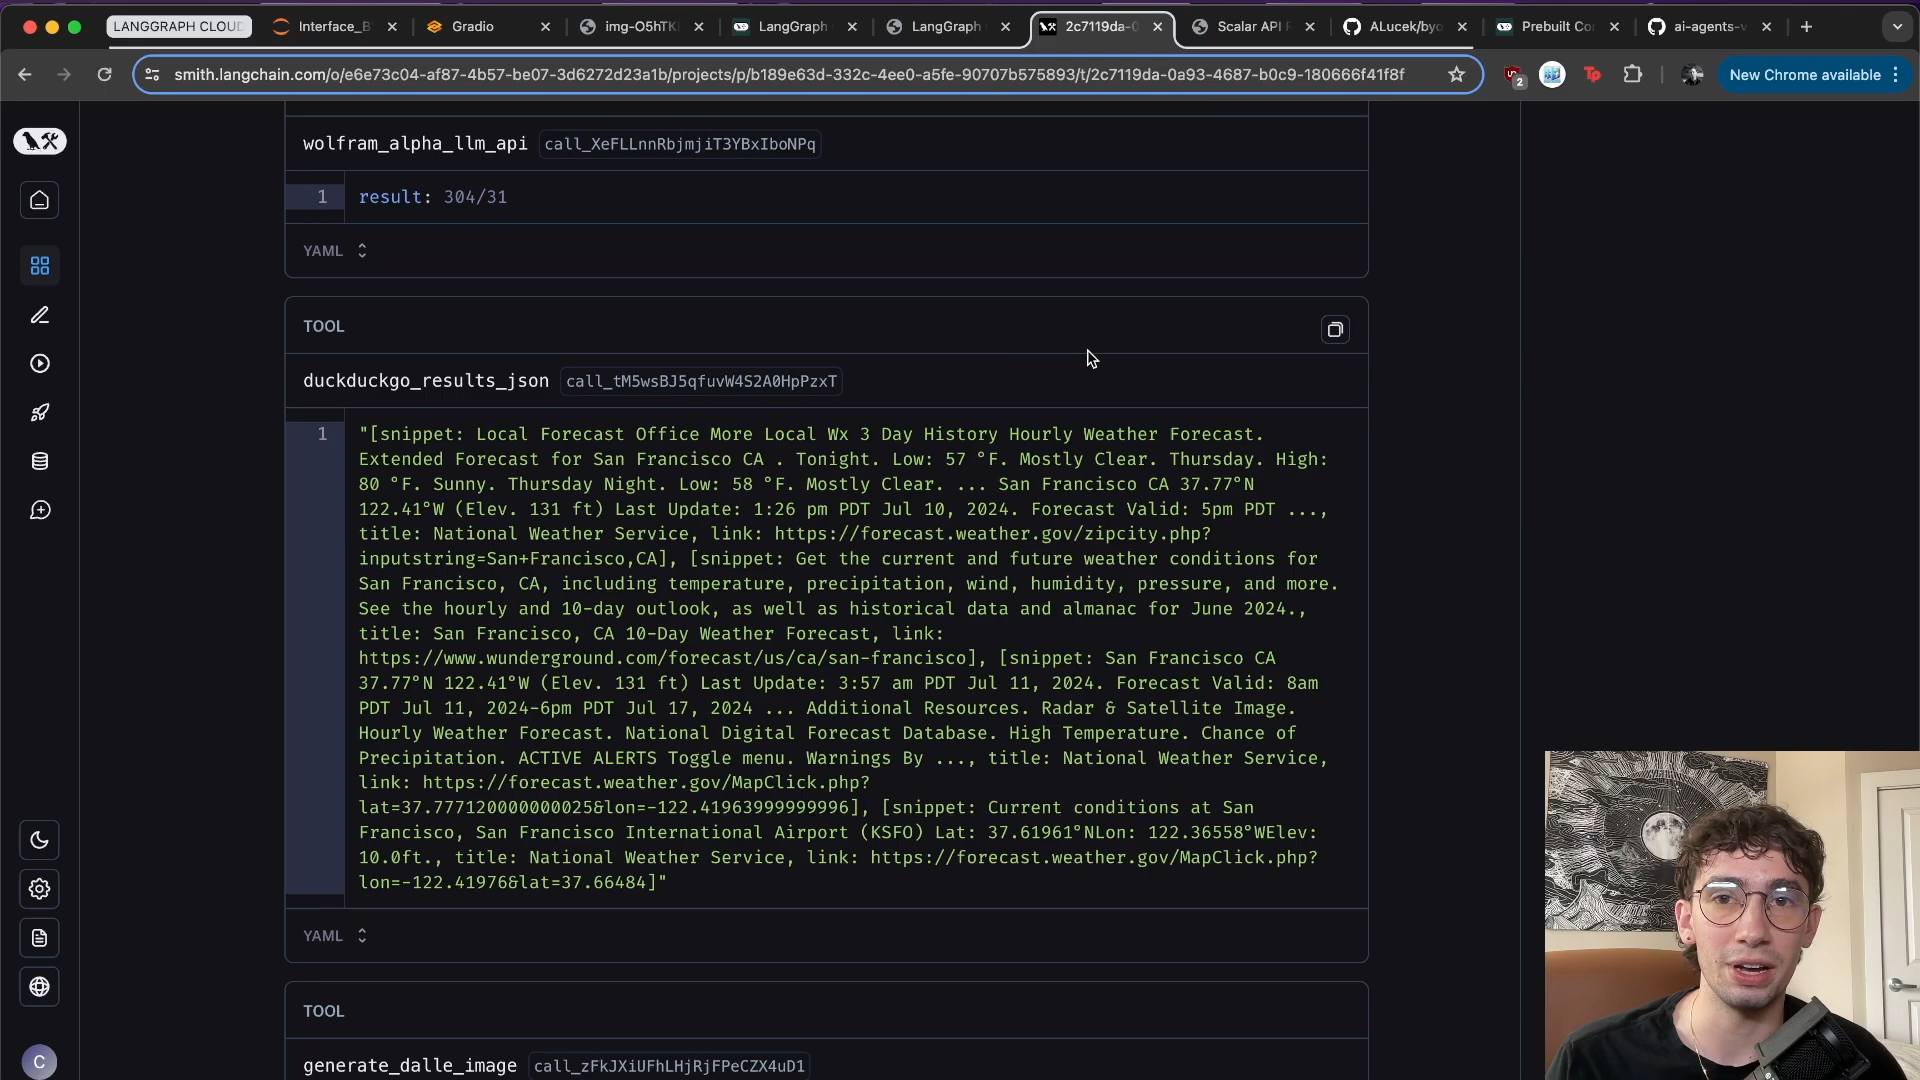 LANGGRAPH CLOUD
Interface_B
Gradio
img-O5hTKl
LangGraph
LangGraph
2c7119da-0
Scalar API R
ALucek/byo
Prebuilt Co
ai-agents-v
smith.langchain.com/o/e6e73c04-af87-4b57-be07-3d6272d23a1b/projects/p/b189e63d-332c-4ee0-a5fe-90707b575893/t/2c7119da-0a93-4687-b0c9-180666f41f8f
2
Tp
New Chrome available
wolfram_alpha_llm_api call_XeFLLnnRbjmjiT3YBxIboNPq
1 result: 304/31
YAML
TOOL
duckduckgo_results_json call_tM5wsBJ5qfuvW4S2A0HpPzxT
1 "[snippet: Local Forecast Office More Local Wx 3 Day History Hourly Weather Forecast.
Extended Forecast for San Francisco CA . Tonight. Low: 57 °F. Mostly Clear. Thursday. High:
80 °F. Sunny. Thursday Night. Low: 58 °F. Mostly Clear. ... San Francisco CA 37.77°N
122.41°W (Elev. 131 ft) Last Update: 1:26 pm PDT Jul 10, 2024. Forecast Valid: 5pm PDT ...,
title: National Weather Service, link: https://forecast.weather.gov/zipcity.php?
inputstring=San+Francisco,CA], [snippet: Get the current and future weather conditions for
San Francisco, CA, including temperature, precipitation, wind, humidity, pressure, and more.
See the hourly and 10-day outlook, as well as historical data and almanac for June 2024.,
title: San Francisco, CA 10-Day Weather Forecast, link:
https://www.wunderground.com/forecast/us/ca/san-francisco], [snippet: San Francisco CA
37.77°N 122.41°W (Elev. 131 ft) Last Update: 3:57 am PDT Jul 11, 2024. Forecast Valid: 8am
PDT Jul 11, 2024-6pm PDT Jul 17, 2024 ... Additional Resources. Radar & Satellite Image.
Hourly Weather Forecast. National Digital Forecast Database. High Temperature. Chance of
Precipitation. ACTIVE ALERTS Toggle menu. Warnings By ..., title: National Weather Service,
link: https://forecast.weather.gov/MapClick.php?
lat=37.777120000000025&lon=-122.41963999999996], [snippet: Current conditions at San
Francisco, San Francisco International Airport (KSFO) Lat: 37.61961°NLon: 122.36558°WElev:
10.0ft., title: National Weather Service, link: https://forecast.weather.gov/MapClick.php?
lon=-122.41976&lat=37.66484]"
YAML
TOOL
generate_dalle_image call_zFkJXiUFhLHjRjFPeCZX4uD1
C